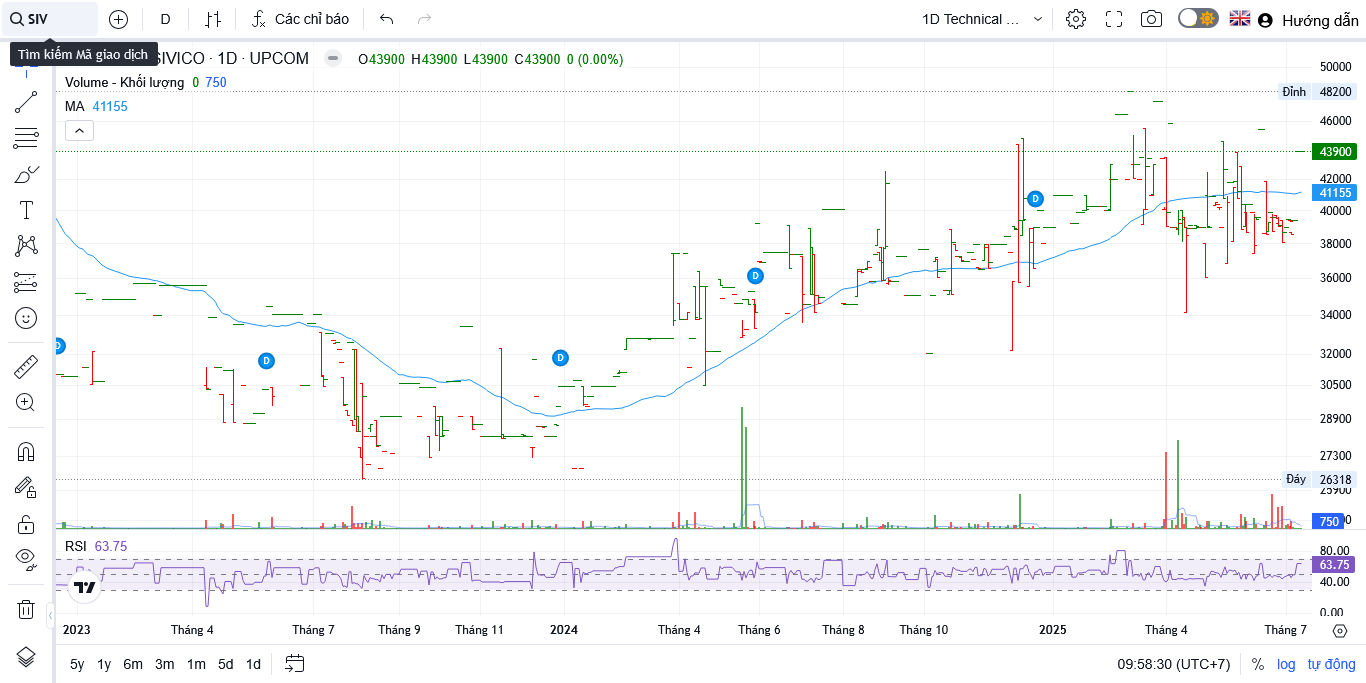 SIV D Các chỉ báo 1D Technical ... Hướng dẫn
Tìm kiếm Mã giao dịch
SIVICO · 1D · UPCOM O43900 H43900 L43900 C43900 0 (0.00%)
Volume - Khối lượng 0 750
MA 41155
50000
Đỉnh 48200
46000
43900
42000
41155
40000
38000
36000
34000
32000
30500
28900
27300
Đáy 26318
25900
750
D
D
D
D
D
RSI 63.75
80.00
63.75
40.00
0.00
2023 Tháng 4 Tháng 7 Tháng 9 Tháng 11 2024 Tháng 4 Tháng 6 Tháng 8 Tháng 10 2025 Tháng 4 Tháng 7
5y 1y 6m 3m 1m 5d 1d 09:58:30 (UTC+7) % log tự động